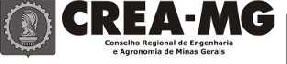 CREA-MG
Conselho Regional de Engenharia
e Agronomia de Minas Gerais